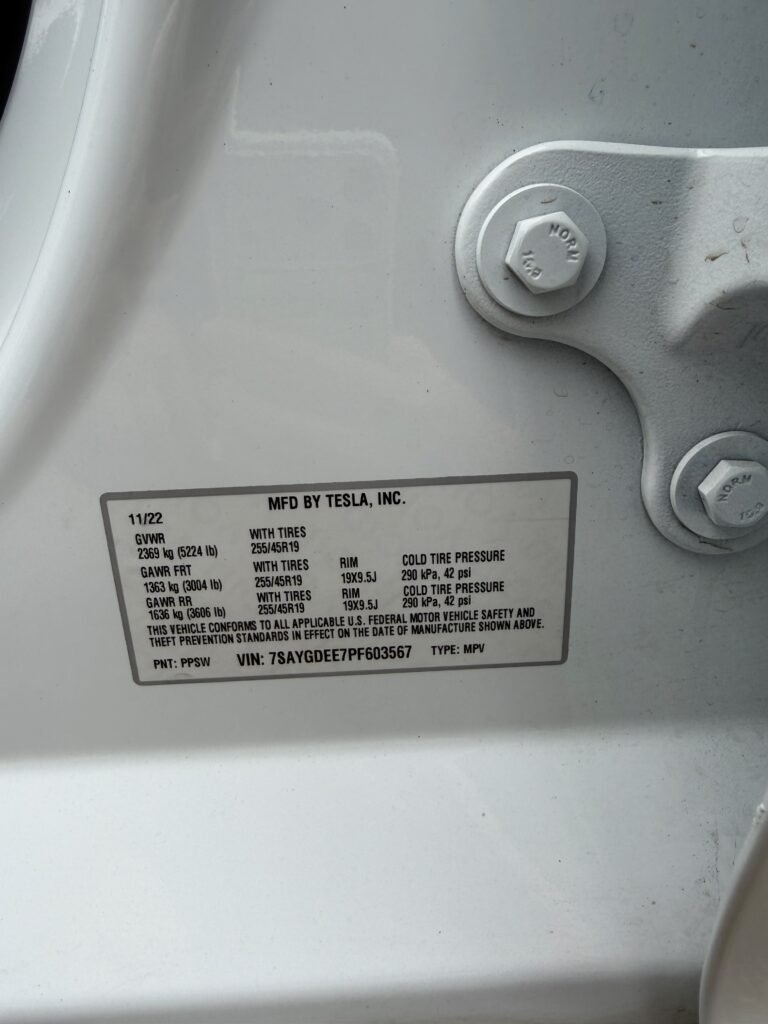 NORM
10.9
NORM
10.9
MFD BY TESLA, INC.
11/22
GVWR WITH TIRES
2369 kg (5224 lb) 255/45R19
GAWR FRT WITH TIRES RIM COLD TIRE PRESSURE
1363 kg (3004 lb) 255/45R19 19X9.5J 290 kPa, 42 psi
GAWR RR WITH TIRES RIM COLD TIRE PRESSURE
1636 kg (3606 lb) 255/45R19 19X9.5J 290 kPa, 42 psi
THIS VEHICLE CONFORMS TO ALL APPLICABLE U.S. FEDERAL MOTOR VEHICLE SAFETY AND
THEFT PREVENTION STANDARDS IN EFFECT ON THE DATE OF MANUFACTURE SHOWN ABOVE.
PNT: PPSW VIN: 7SAYGDEE7PF603567 TYPE: MPV